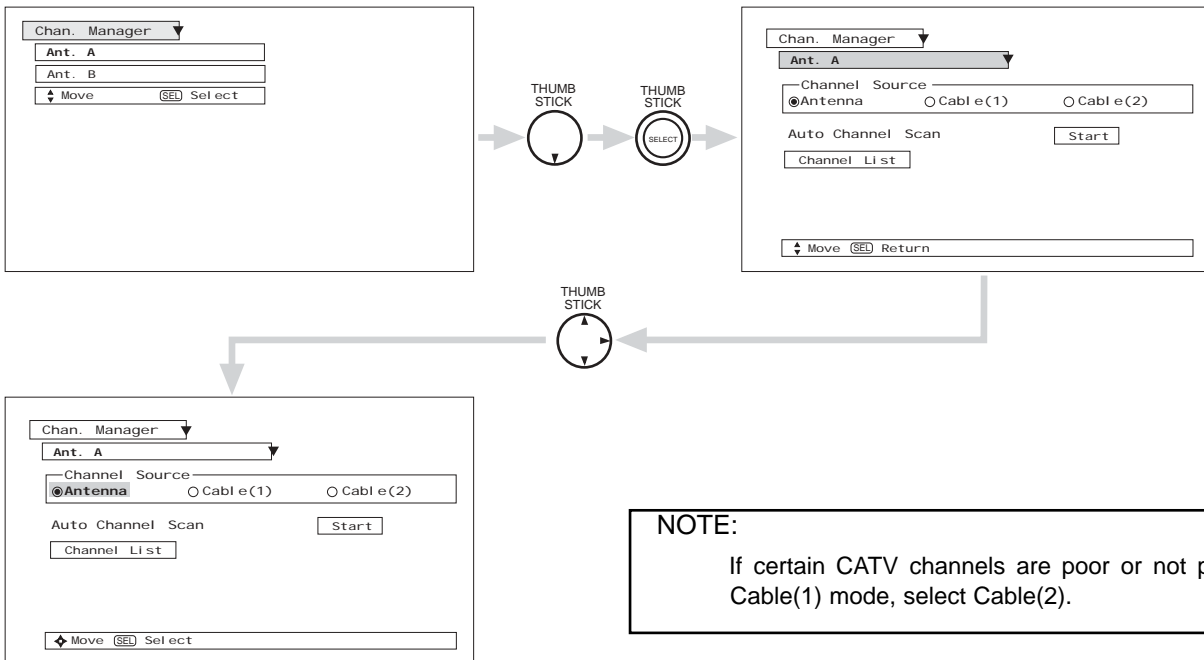 Chan. Manager
Ant. A
Ant. B
Move SEL Select
THUMB
STICK
THUMB
STICK
SELECT
Chan. Manager
Ant. A
Channel Source
Antenna Cable(1) Cable(2)
Auto Channel Scan Start
Channel List
Move SEL Return
THUMB
STICK
Chan. Manager
Ant. A
Channel Source
Antenna Cable(1) Cable(2)
Auto Channel Scan Start
Channel List
Move SEL Select
NOTE:
If certain CATV channels are poor or not
Cable(1) mode, select Cable(2).